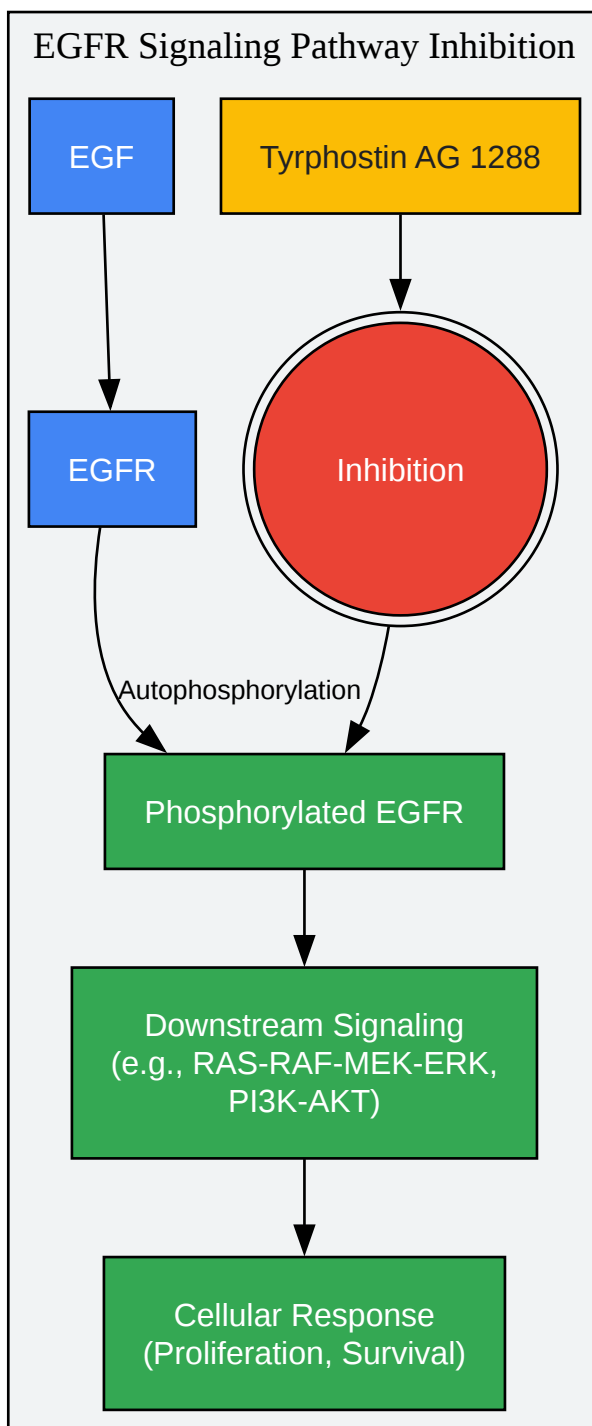 EGFR Signaling Pathway Inhibition
EGF
Tyrphostin AG 1288
EGFR
Inhibition
Autophosphorylation
Phosphorylated EGFR
Downstream Signaling
(e.g., RAS-RAF-MEK-ERK,
PI3K-AKT)
Cellular Response
(Proliferation, Survival)